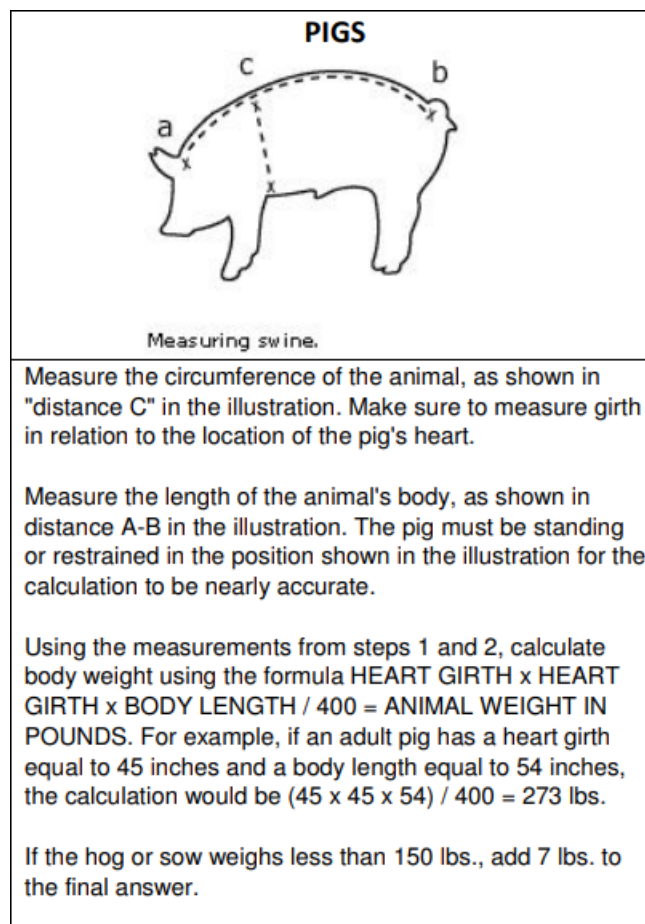 PIGS
c
b
a
Measuring swine.
Measure the circumference of the animal, as shown in
"distance C" in the illustration. Make sure to measure girth
in relation to the location of the pig's heart.
Measure the length of the animal's body, as shown in
distance A-B in the illustration. The pig must be standing
or restrained in the position shown in the illustration for the
calculation to be nearly accurate.
Using the measurements from steps 1 and 2, calculate
body weight using the formula HEART GIRTH x HEART
GIRTH x BODY LENGTH / 400 = ANIMAL WEIGHT IN
POUNDS. For example, if an adult pig has a heart girth
equal to 45 inches and a body length equal to 54 inches,
the calculation would be (45 x 45 x 54) / 400 = 273 lbs.
If the hog or sow weighs less than 150 lbs., add 7 lbs. to
the final answer.